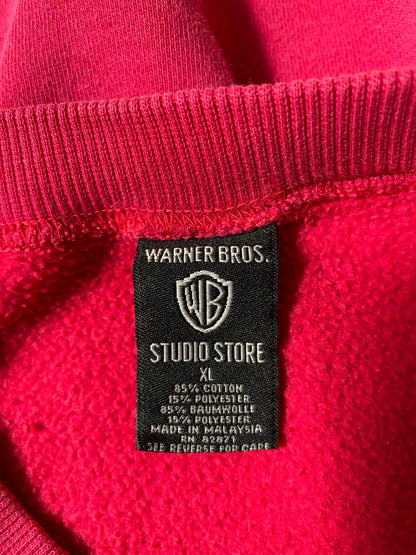 WARNER BROS.
WB
STUDIO STORE
XL
85% COTTON
15% POLYESTER
85% BAUMWOLLE
15% POLYESTER
MADE IN MALAYSIA
RN 82871
SEE REVERSE FOR CARE